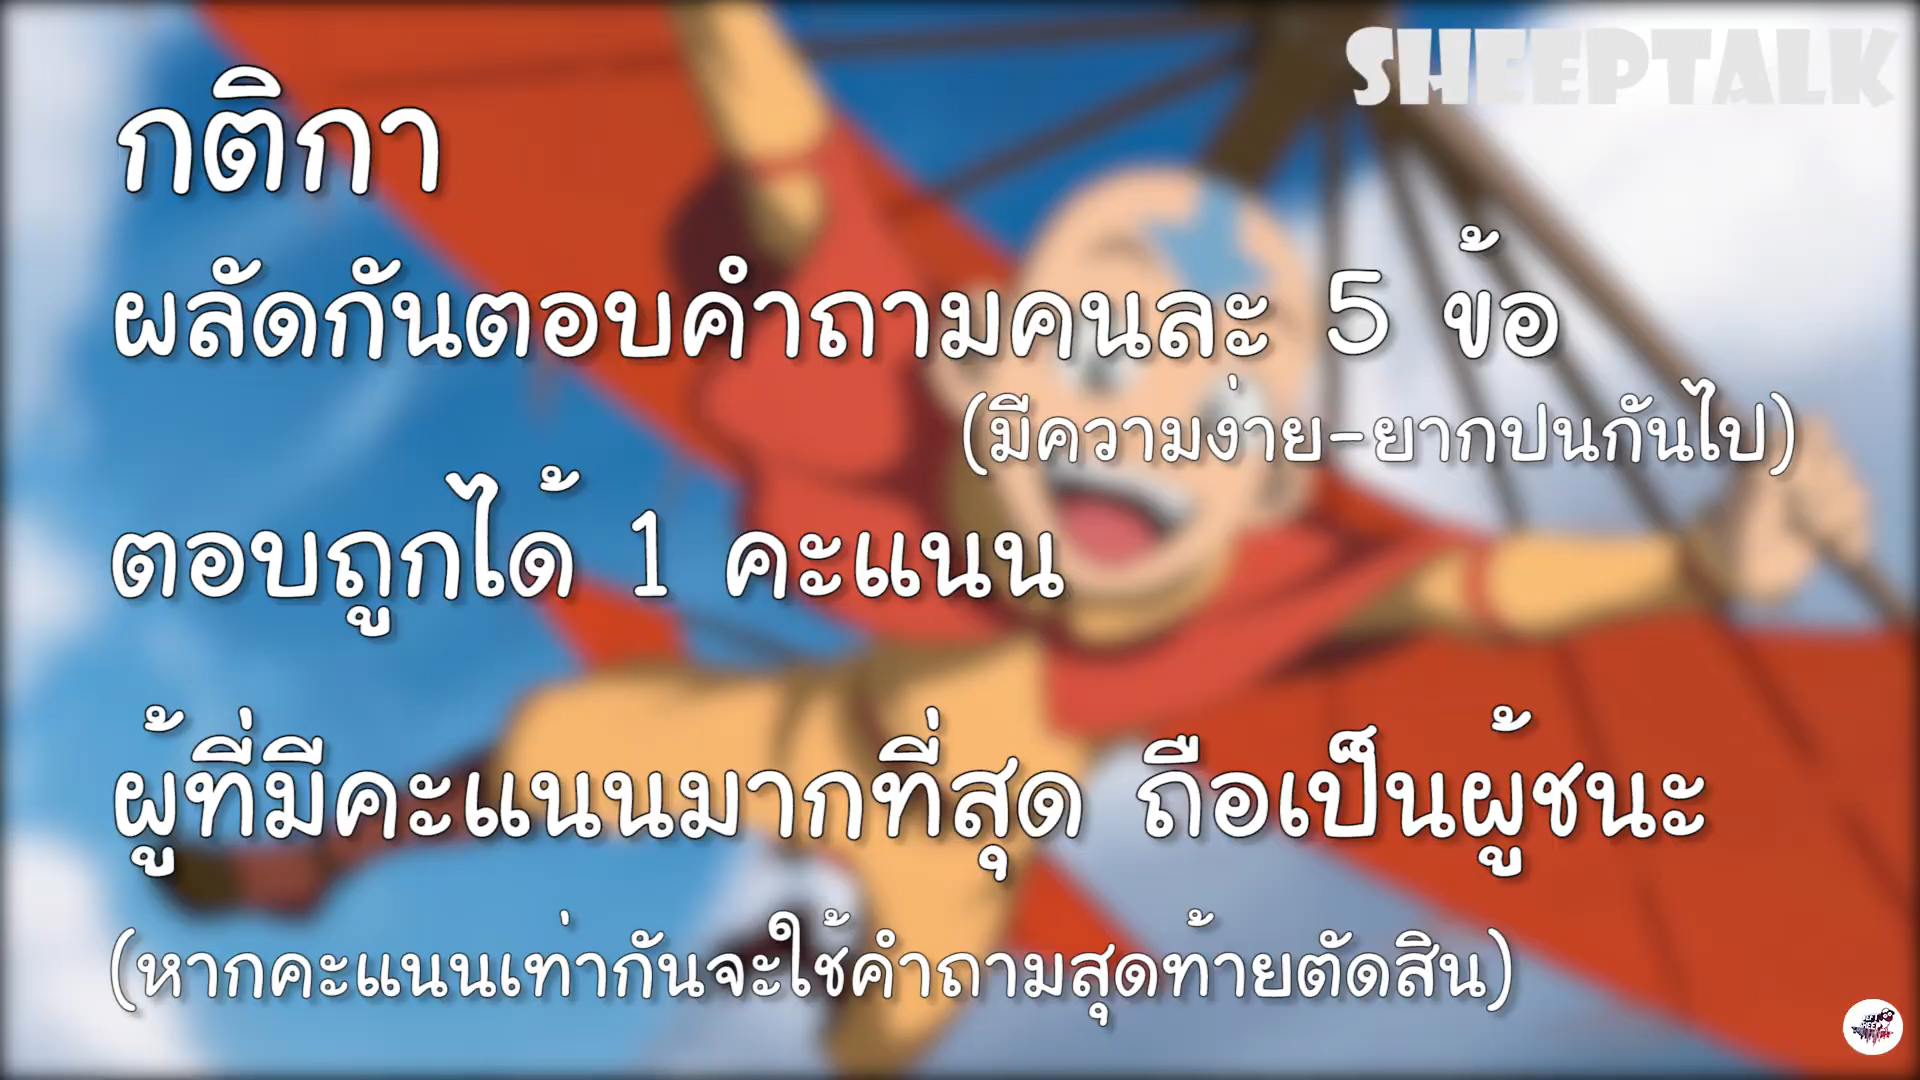 SHEEPTALK
กติกา
ผลัดกันตอบคำถามคนละ 5 ข้อ
(มีความง่าย-ยากปนกันไป)
ตอบถูกได้ 1 คะแนน
ผู้ที่มีคะแนนมากที่สุด ถือเป็นผู้ชนะ
(หากคะแนนเท่ากันจะใช้คำถามสุดท้ายตัดสิน)